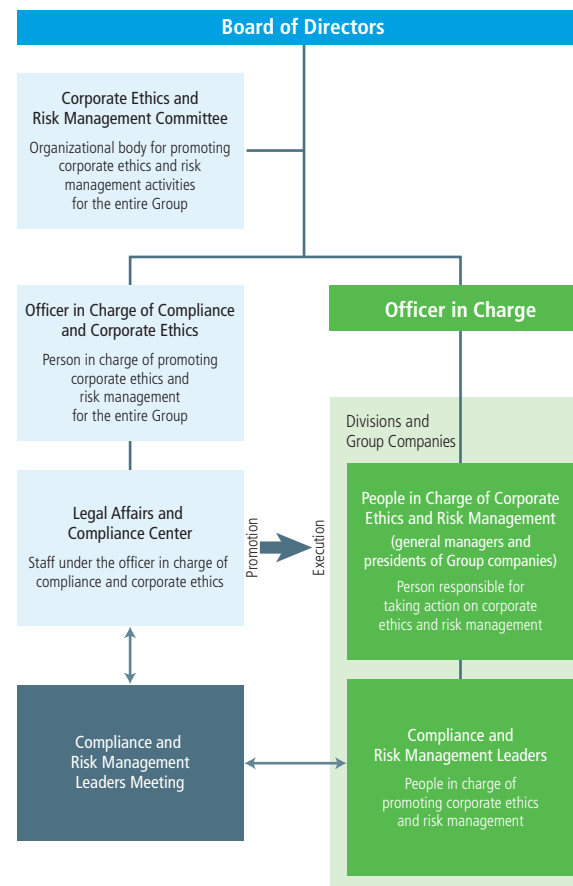 Board of Directors
Corporate Ethics and
Risk Management Committee
Organizational body for promoting
corporate ethics and risk
management activities
for the entire Group
Officer in Charge of Compliance
and Corporate Ethics
Person in charge of promoting
corporate ethics and
risk management
for the entire Group
Officer in Charge
Legal Affairs and
Compliance Center
Staff under the officer in charge of
compliance and corporate ethics
Promotion
Execution
Divisions and
Group Companies
People in Charge of Corporate
Ethics and Risk Management
(general managers and
presidents of Group companies)
Person responsible for
taking action on corporate
ethics and risk management
Compliance and
Risk Management
Leaders Meeting
Compliance and
Risk Management Leaders
People in charge of
promoting corporate ethics
and risk management